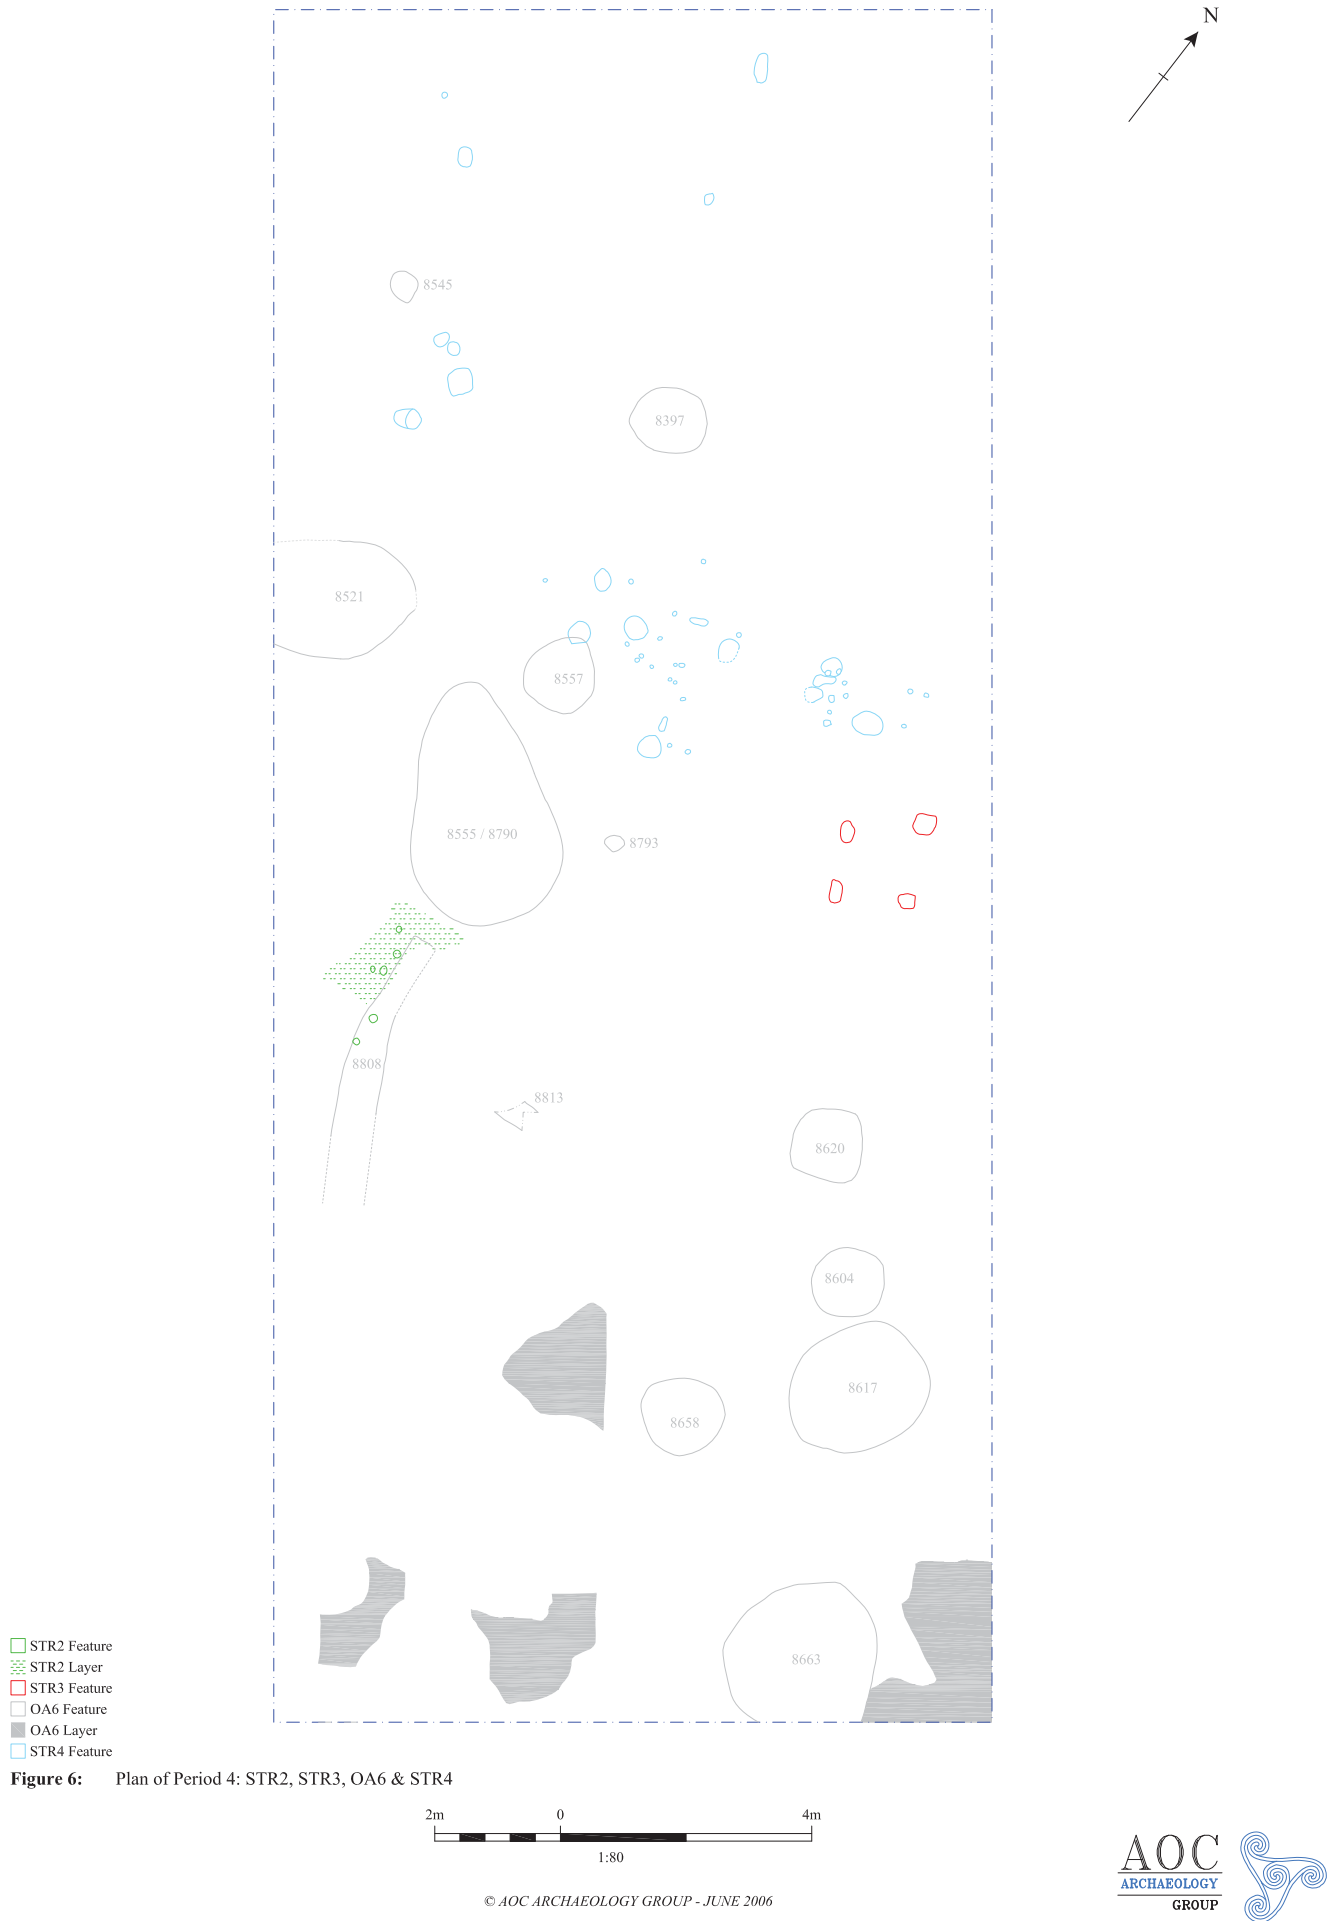 N
8545
8397
8521
8557
8555 / 8790
8793
8808
8813
8620
8604
8617
8658
8663
STR2 Feature
STR2 Layer
STR3 Feature
OA6 Feature
OA6 Layer
STR4 Feature
Figure 6: Plan of Period 4: STR2, STR3, OA6 & STR4
2m 0 4m
1:80
© AOC ARCHAEOLOGY GROUP - JUNE 2006
AOC
ARCHAEOLOGY
GROUP